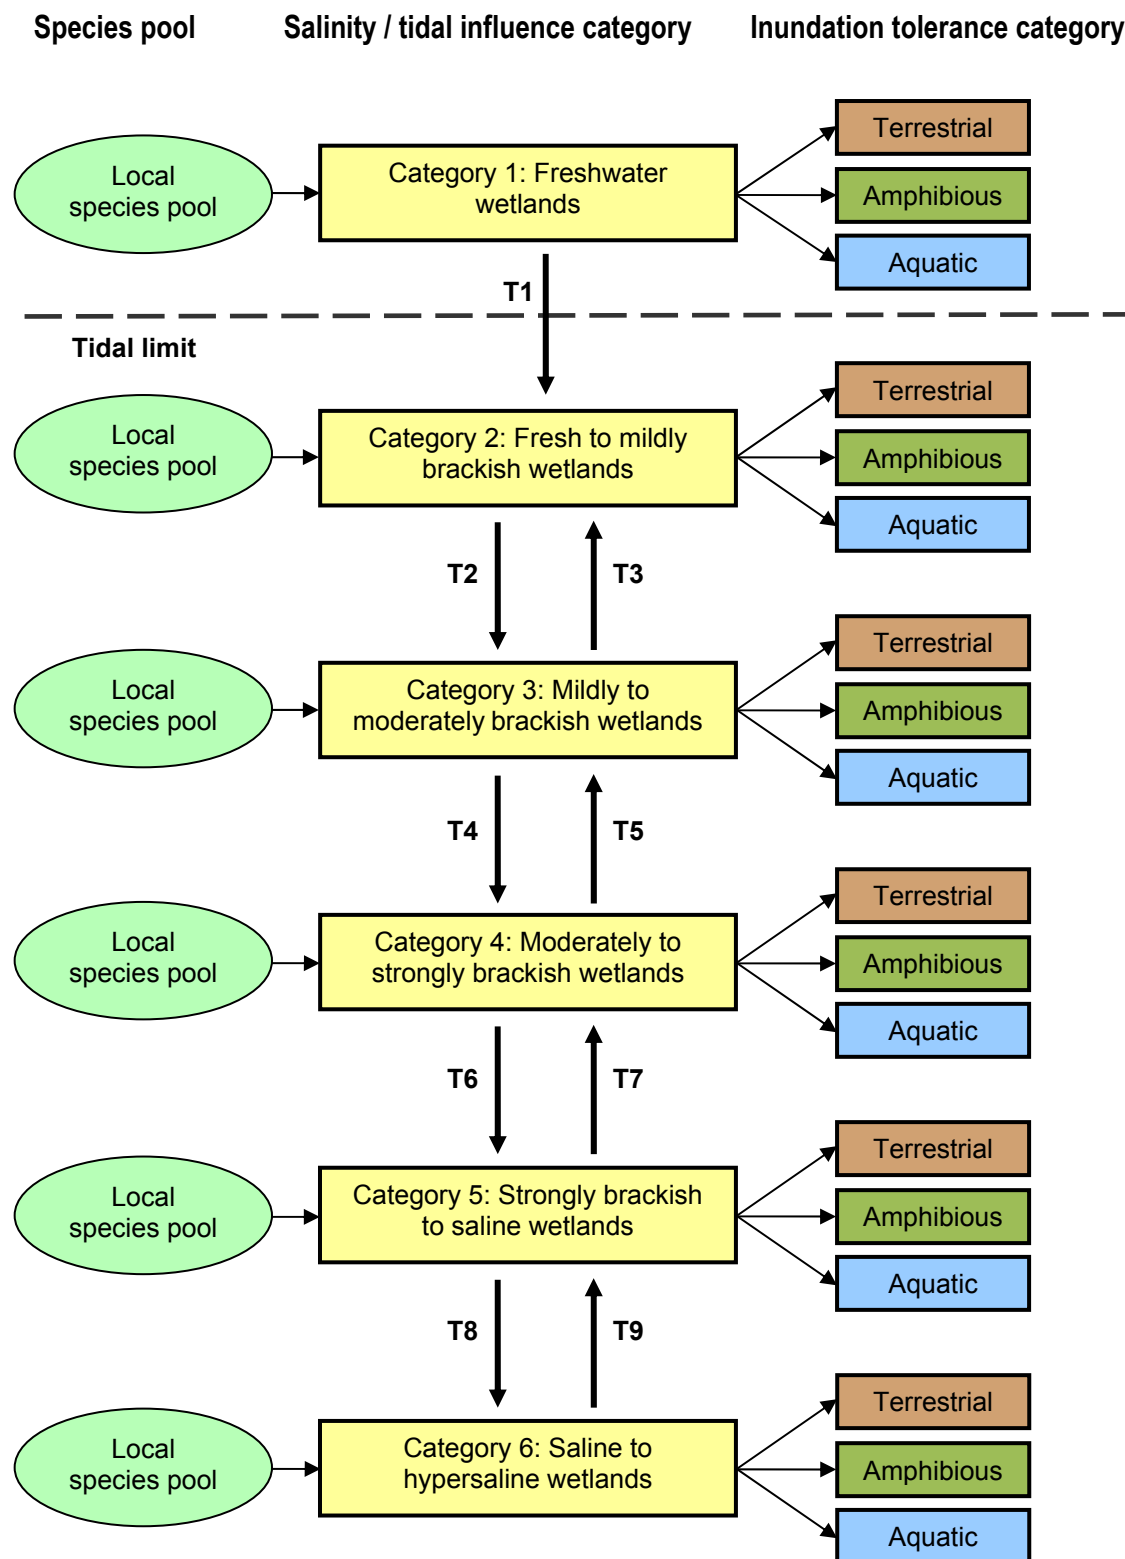 Species pool
Salinity / tidal influence category
Inundation tolerance category
Local
species pool
Category 1: Freshwater
wetlands
Terrestrial
Amphibious
Aquatic
T1
Tidal limit
Local
species pool
Category 2: Fresh to mildly
brackish wetlands
Terrestrial
Amphibious
Aquatic
T2
T3
Local
species pool
Category 3: Mildly to
moderately brackish wetlands
Terrestrial
Amphibious
Aquatic
T4
T5
Local
species pool
Category 4: Moderately to
strongly brackish wetlands
Terrestrial
Amphibious
Aquatic
T6
T7
Local
species pool
Category 5: Strongly brackish
to saline wetlands
Terrestrial
Amphibious
Aquatic
T8
T9
Local
species pool
Category 6: Saline to
hypersaline wetlands
Terrestrial
Amphibious
Aquatic